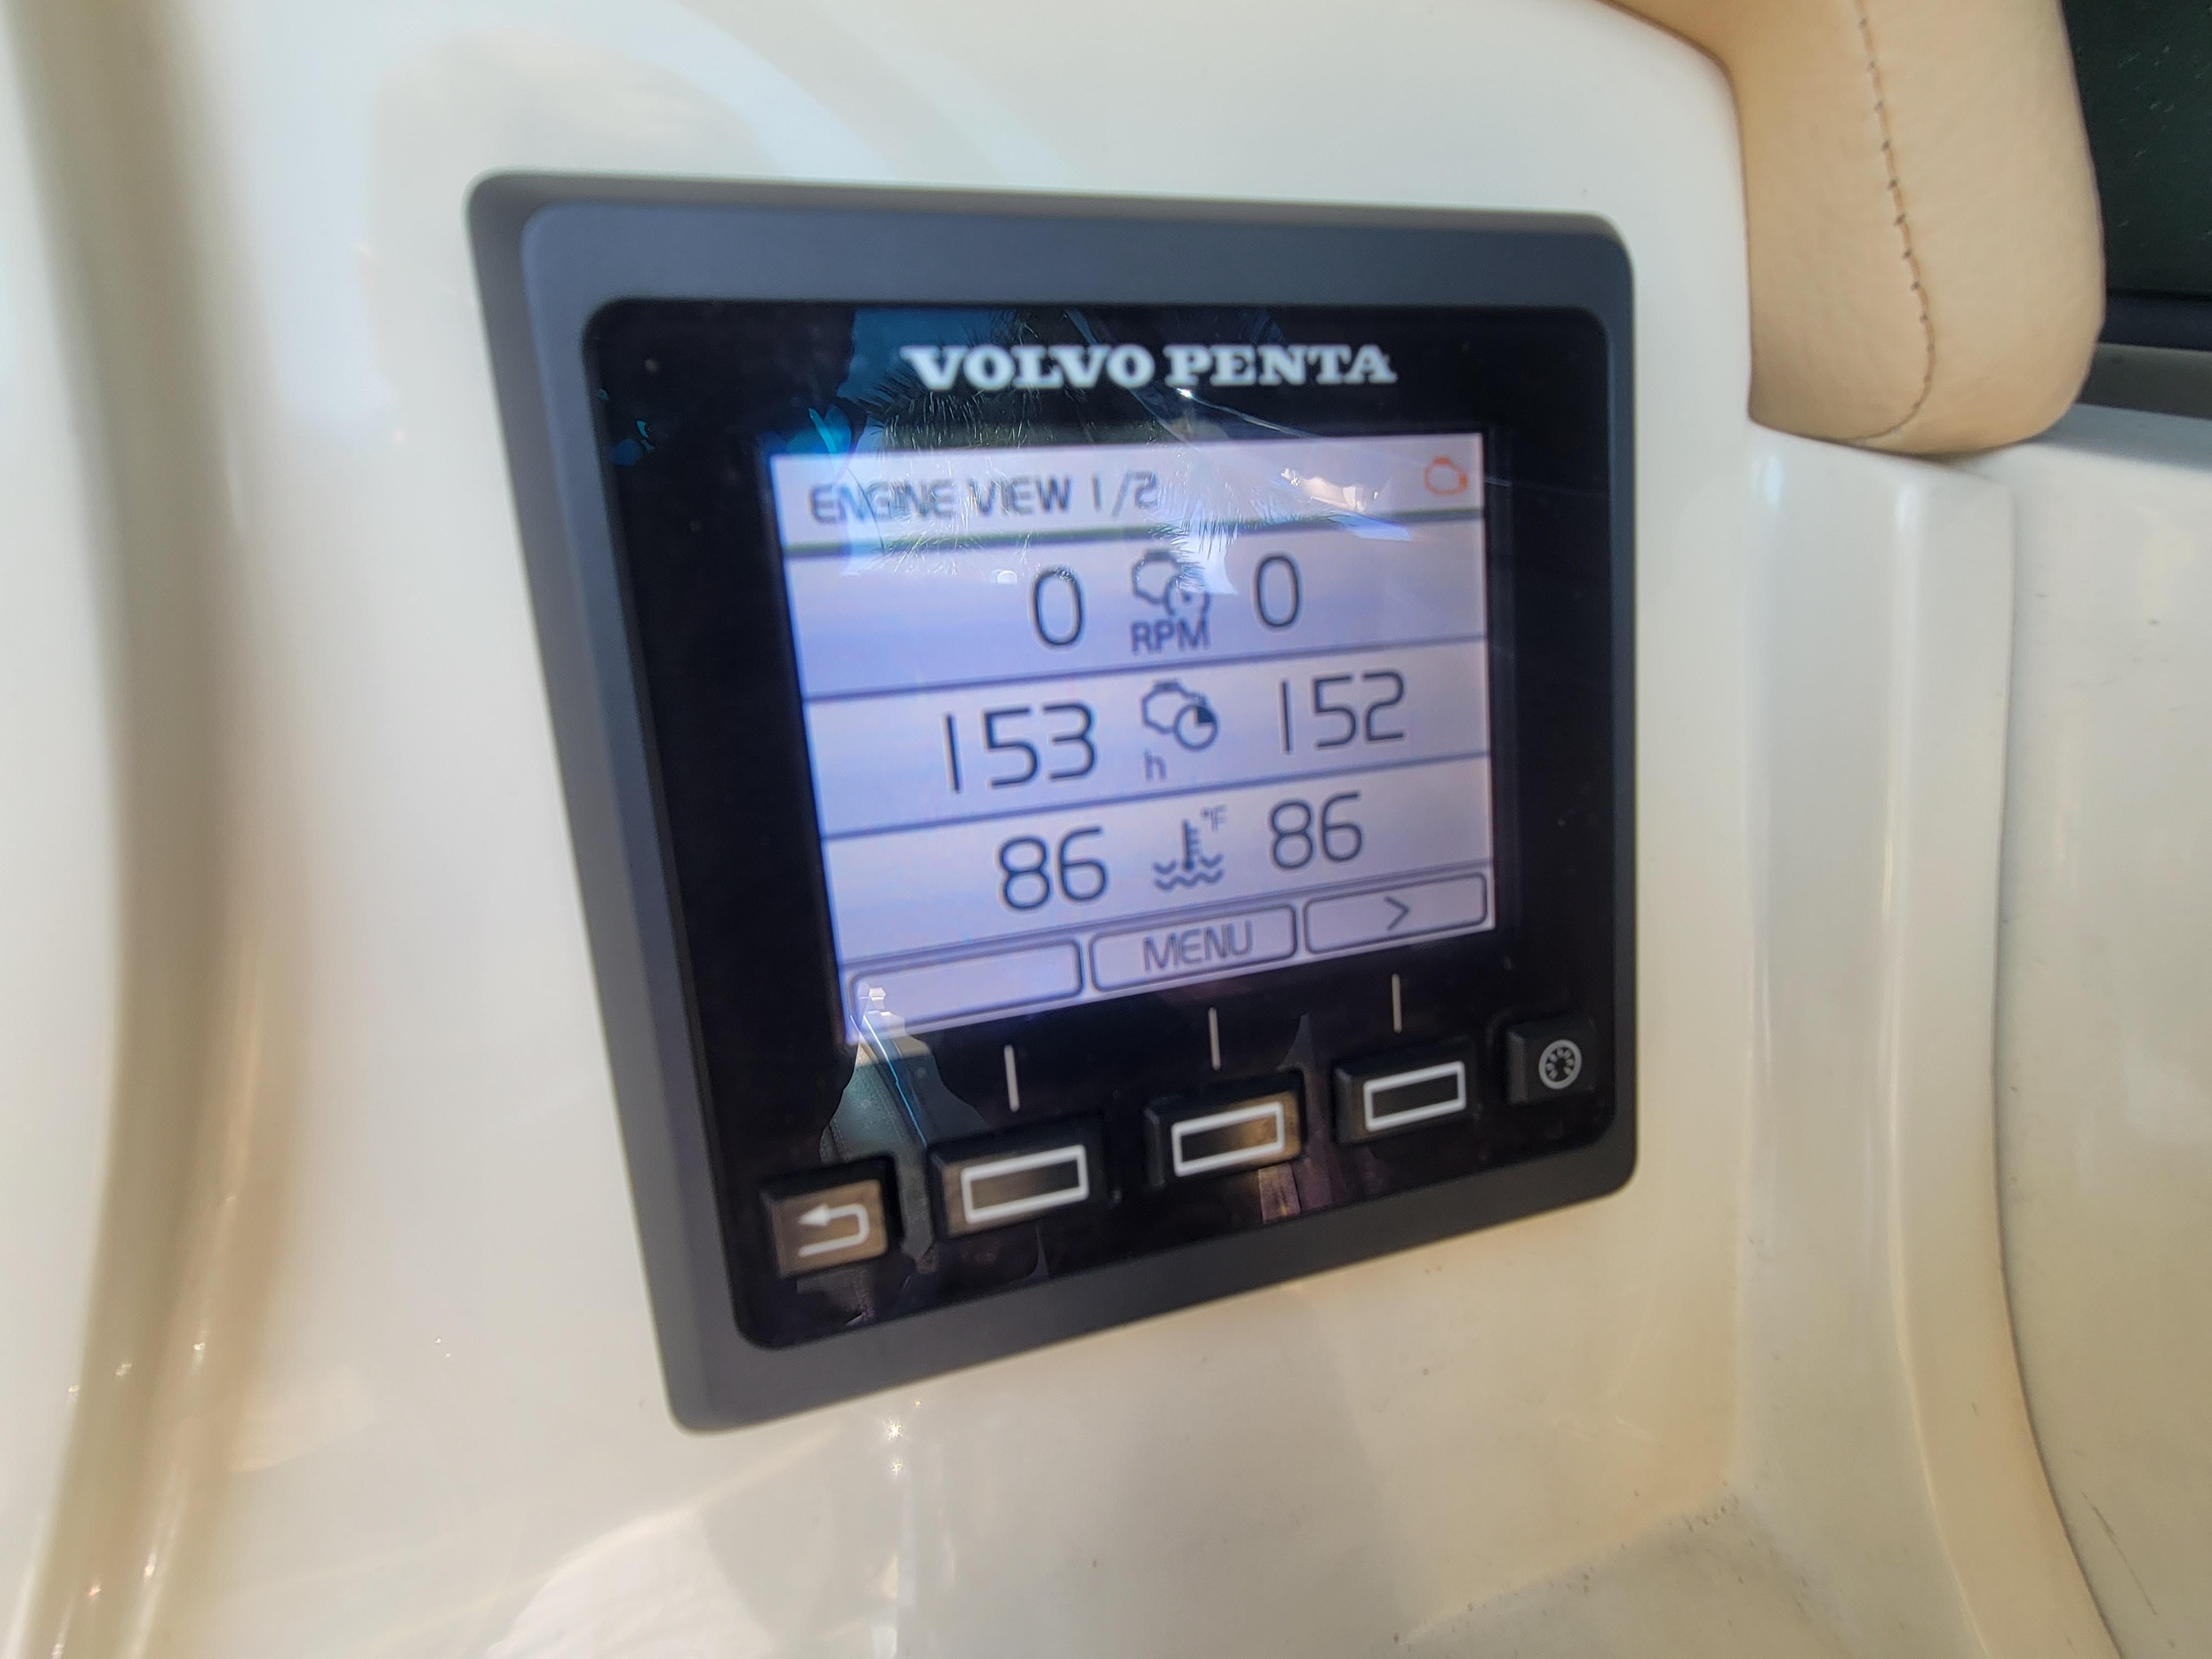 VOLVO PENTA
ENGINE VIEW 1/2
0 RPM 0
153 h 152
86 °F 86
MENU >